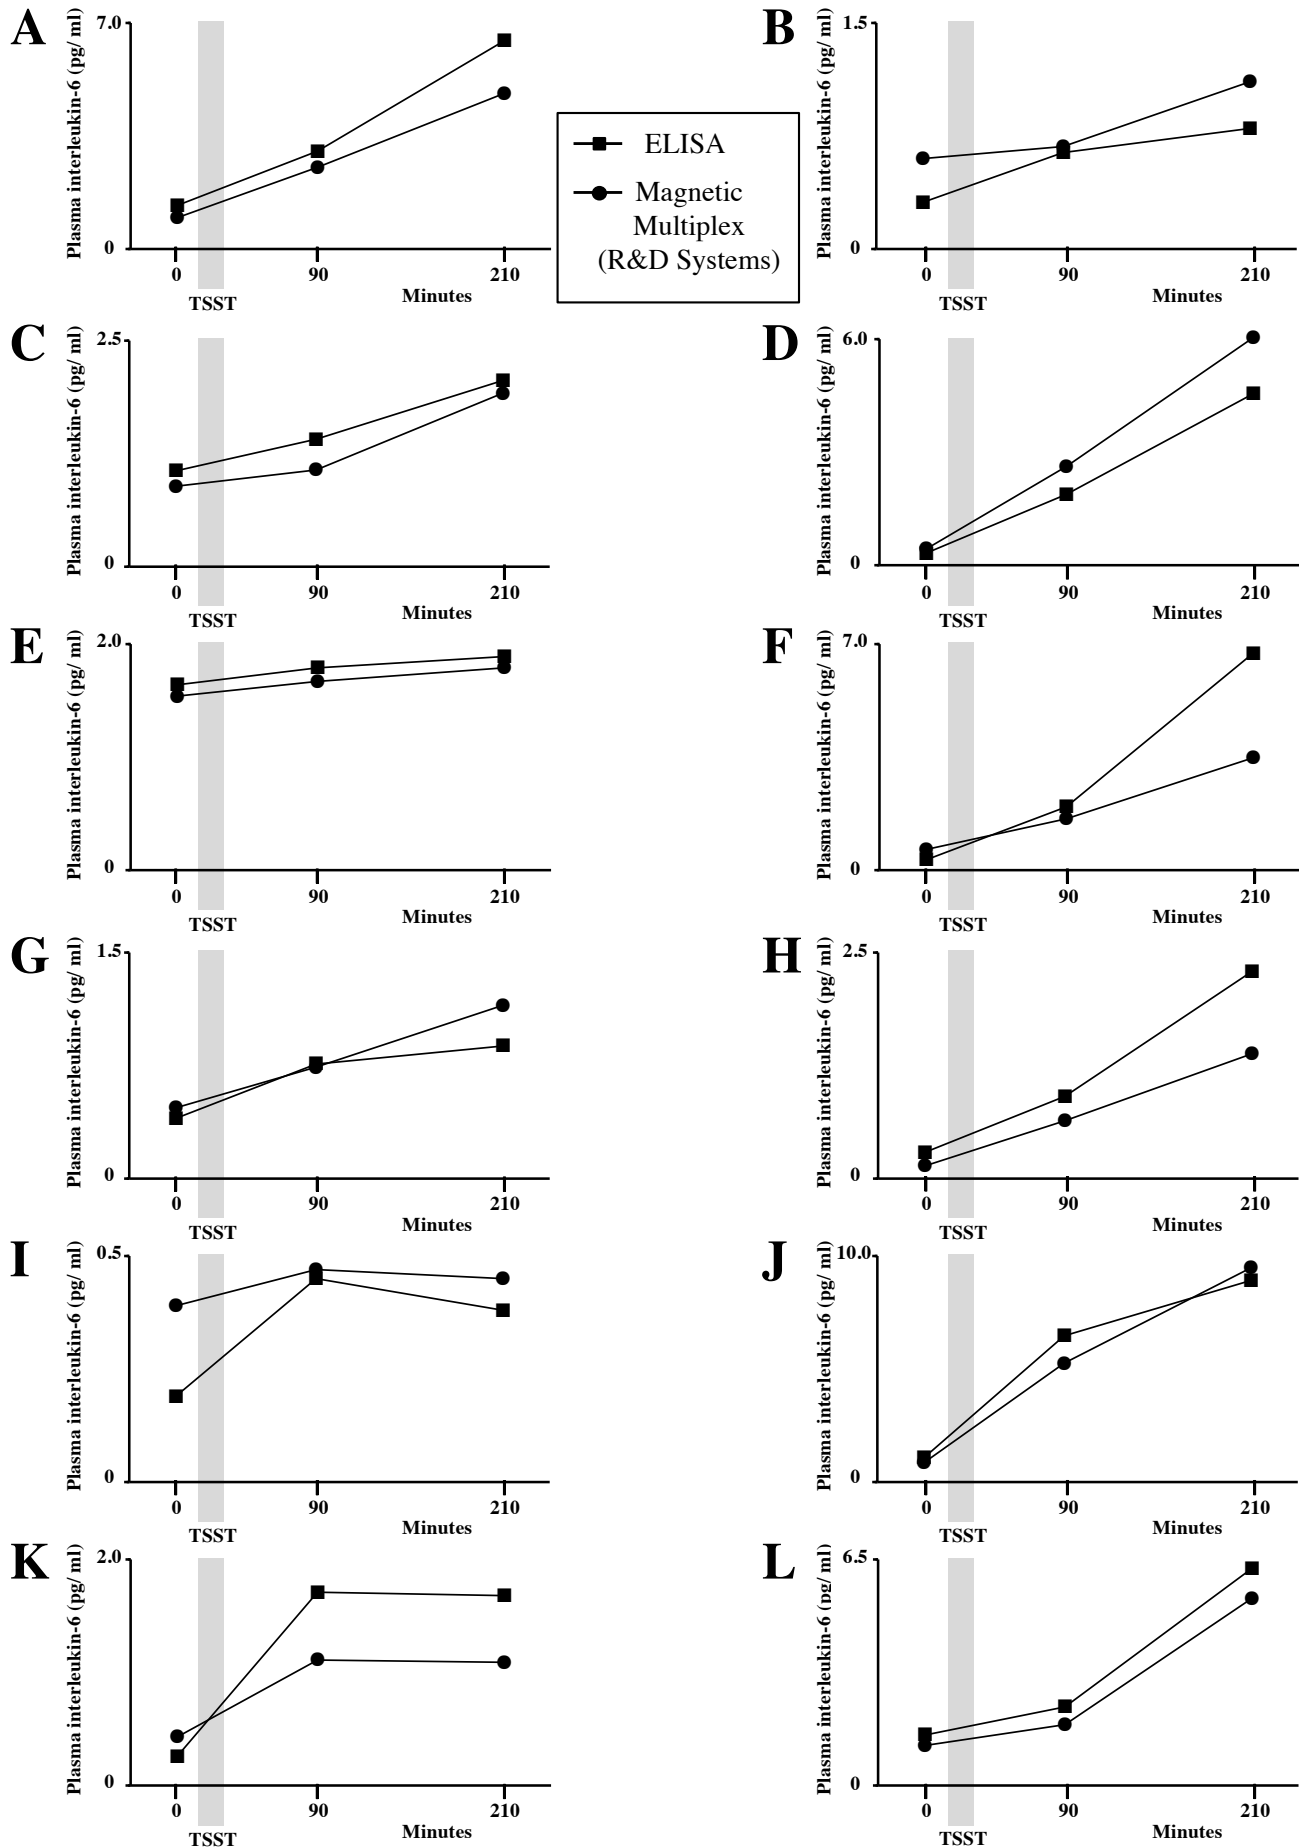 A
Plasma interleukin-6 (pg/ ml)
7.0
0
0
90
210
TSST
Minutes
ELISA
Magnetic
Multiplex
(R&D Systems)
B
Plasma interleukin-6 (pg/ ml)
1.5
0
0
90
210
TSST
Minutes
C
Plasma interleukin-6 (pg/ ml)
2.5
0
0
90
210
TSST
Minutes
D
Plasma interleukin-6 (pg/ ml)
6.0
0
0
90
210
TSST
Minutes
E
Plasma interleukin-6 (pg/ ml)
2.0
0
0
90
210
TSST
Minutes
F
Plasma interleukin-6 (pg/ ml)
7.0
0
0
90
210
TSST
Minutes
G
Plasma interleukin-6 (pg/ ml)
1.5
0
0
90
210
TSST
Minutes
H
Plasma interleukin-6 (pg/ ml)
2.5
0
0
90
210
TSST
Minutes
I
Plasma interleukin-6 (pg/ ml)
0.5
0
0
90
210
TSST
Minutes
J
Plasma interleukin-6 (pg/ ml)
10.0
0
0
90
210
TSST
Minutes
K
Plasma interleukin-6 (pg/ ml)
2.0
0
0
90
210
TSST
Minutes
L
Plasma interleukin-6 (pg/ ml)
6.5
0
0
90
210
TSST
Minutes